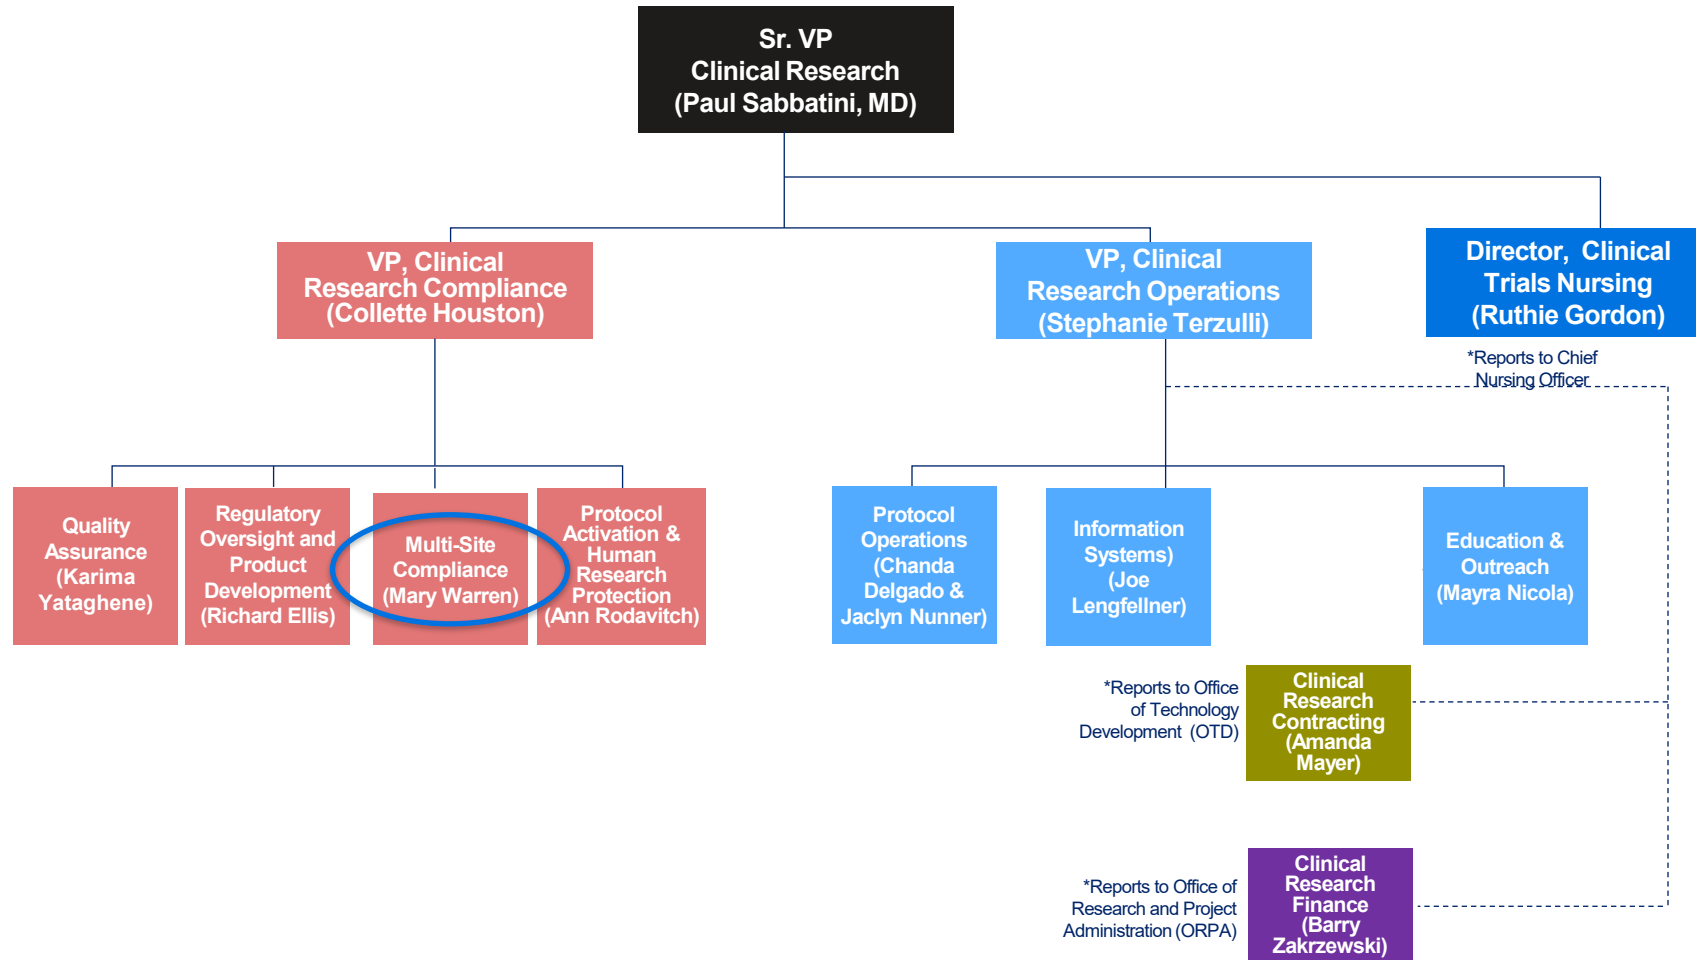 Sr. VP
Clinical Research
(Paul Sabbatini, MD)
VP, Clinical
Research Compliance
(Collette Houston)
VP, Clinical
Research Operations
(Stephanie Terzulli)
Director, Clinical
Trials Nursing
(Ruthie Gordon)
*Reports to Chief
Nursing Officer
Quality
Assurance
(Karima
Yataghene)
Regulatory
Oversight and
Product
Development
(Richard Ellis)
Multi-Site
Compliance
(Mary Warren)
Protocol
Activation &
Human
Research
Protection
(Ann Rodavitch)
Protocol
Operations
(Chanda
Delgado &
Jaclyn Nunner)
Information
Systems)
(Joe
Lengfellner)
Education &
Outreach
(Mayra Nicola)
*Reports to Office
of Technology
Development (OTD)
Clinical
Research
Contracting
(Amanda
Mayer)
*Reports to Office of
Research and Project
Administration (ORPA)
Clinical
Research
Finance
(Barry
Zakrzewski)